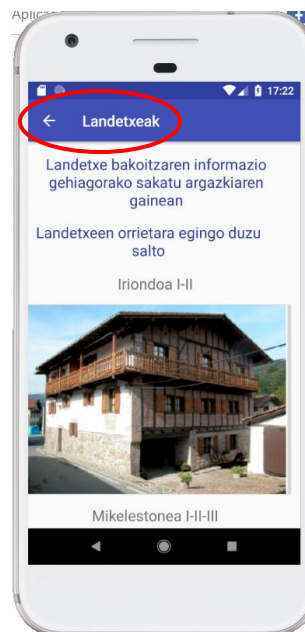 Aplica
17:22
Landetxeak
Landetxe bakoitzaren informazio
gehiagorako sakatu argazkiaren
gainean
Landetxeen orrietara egingo duzu
salto
Iriondoa I-II
Mikelestonea I-II-III